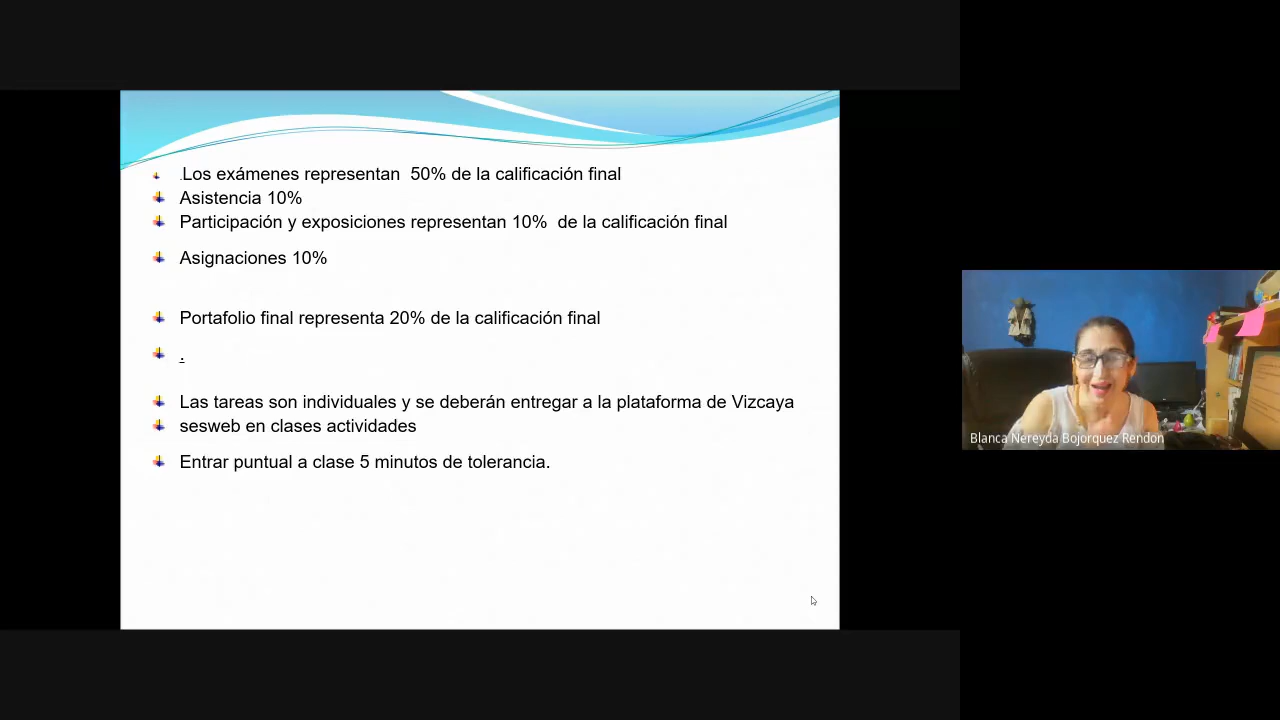 .Los exámenes representan  50% de la calificación final
Asistencia 10%
Participación y exposiciones representan 10%  de la calificación final
Asignaciones 10%
Portafolio final representa 20% de la calificación final
.
Las tareas son individuales y se deberán entregar a la plataforma de Vizcaya
sesweb en clases actividades
Entrar puntual a clase 5 minutos de tolerancia.
Blanca Nereyda Bojorquez Rendon